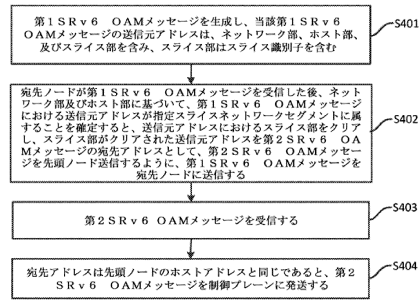 第１ＳＲｖ６　ＯＡＭメッセージを生成し、当該第１ＳＲｖ６
ＯＡＭメッセージの送信元アドレスは、ネットワーク部、ホスト部、
及びスライス部を含み、スライス部はスライス識別子を含む
S401
宛先ノードが第１ＳＲｖ６　ＯＡＭメッセージを受信した後、ネット
ワーク部及びホスト部に基づいて、第１ＳＲｖ６　ＯＡＭメッセージ
における送信元アドレスが指定スライスネットワークセグメントに属
することを確定すると、送信元アドレスにおけるスライス部をクリア
し、スライス部がクリアされた送信元アドレスを第２ＳＲｖ６　ＯＡ
Ｍメッセージの宛先アドレスとして、第２ＳＲｖ６　ＯＡＭメッセージ
を先頭ノード送信するように、第１ＳＲｖ６　ＯＡＭメッセージを
宛先ノードに送信する
S402
第２ＳＲｖ６　ＯＡＭメッセージを受信する
S403
宛先アドレスは先頭ノードのホストアドレスと同じであると、第２
ＳＲｖ６　ＯＡＭメッセージを制御プレーンに発送する
S404